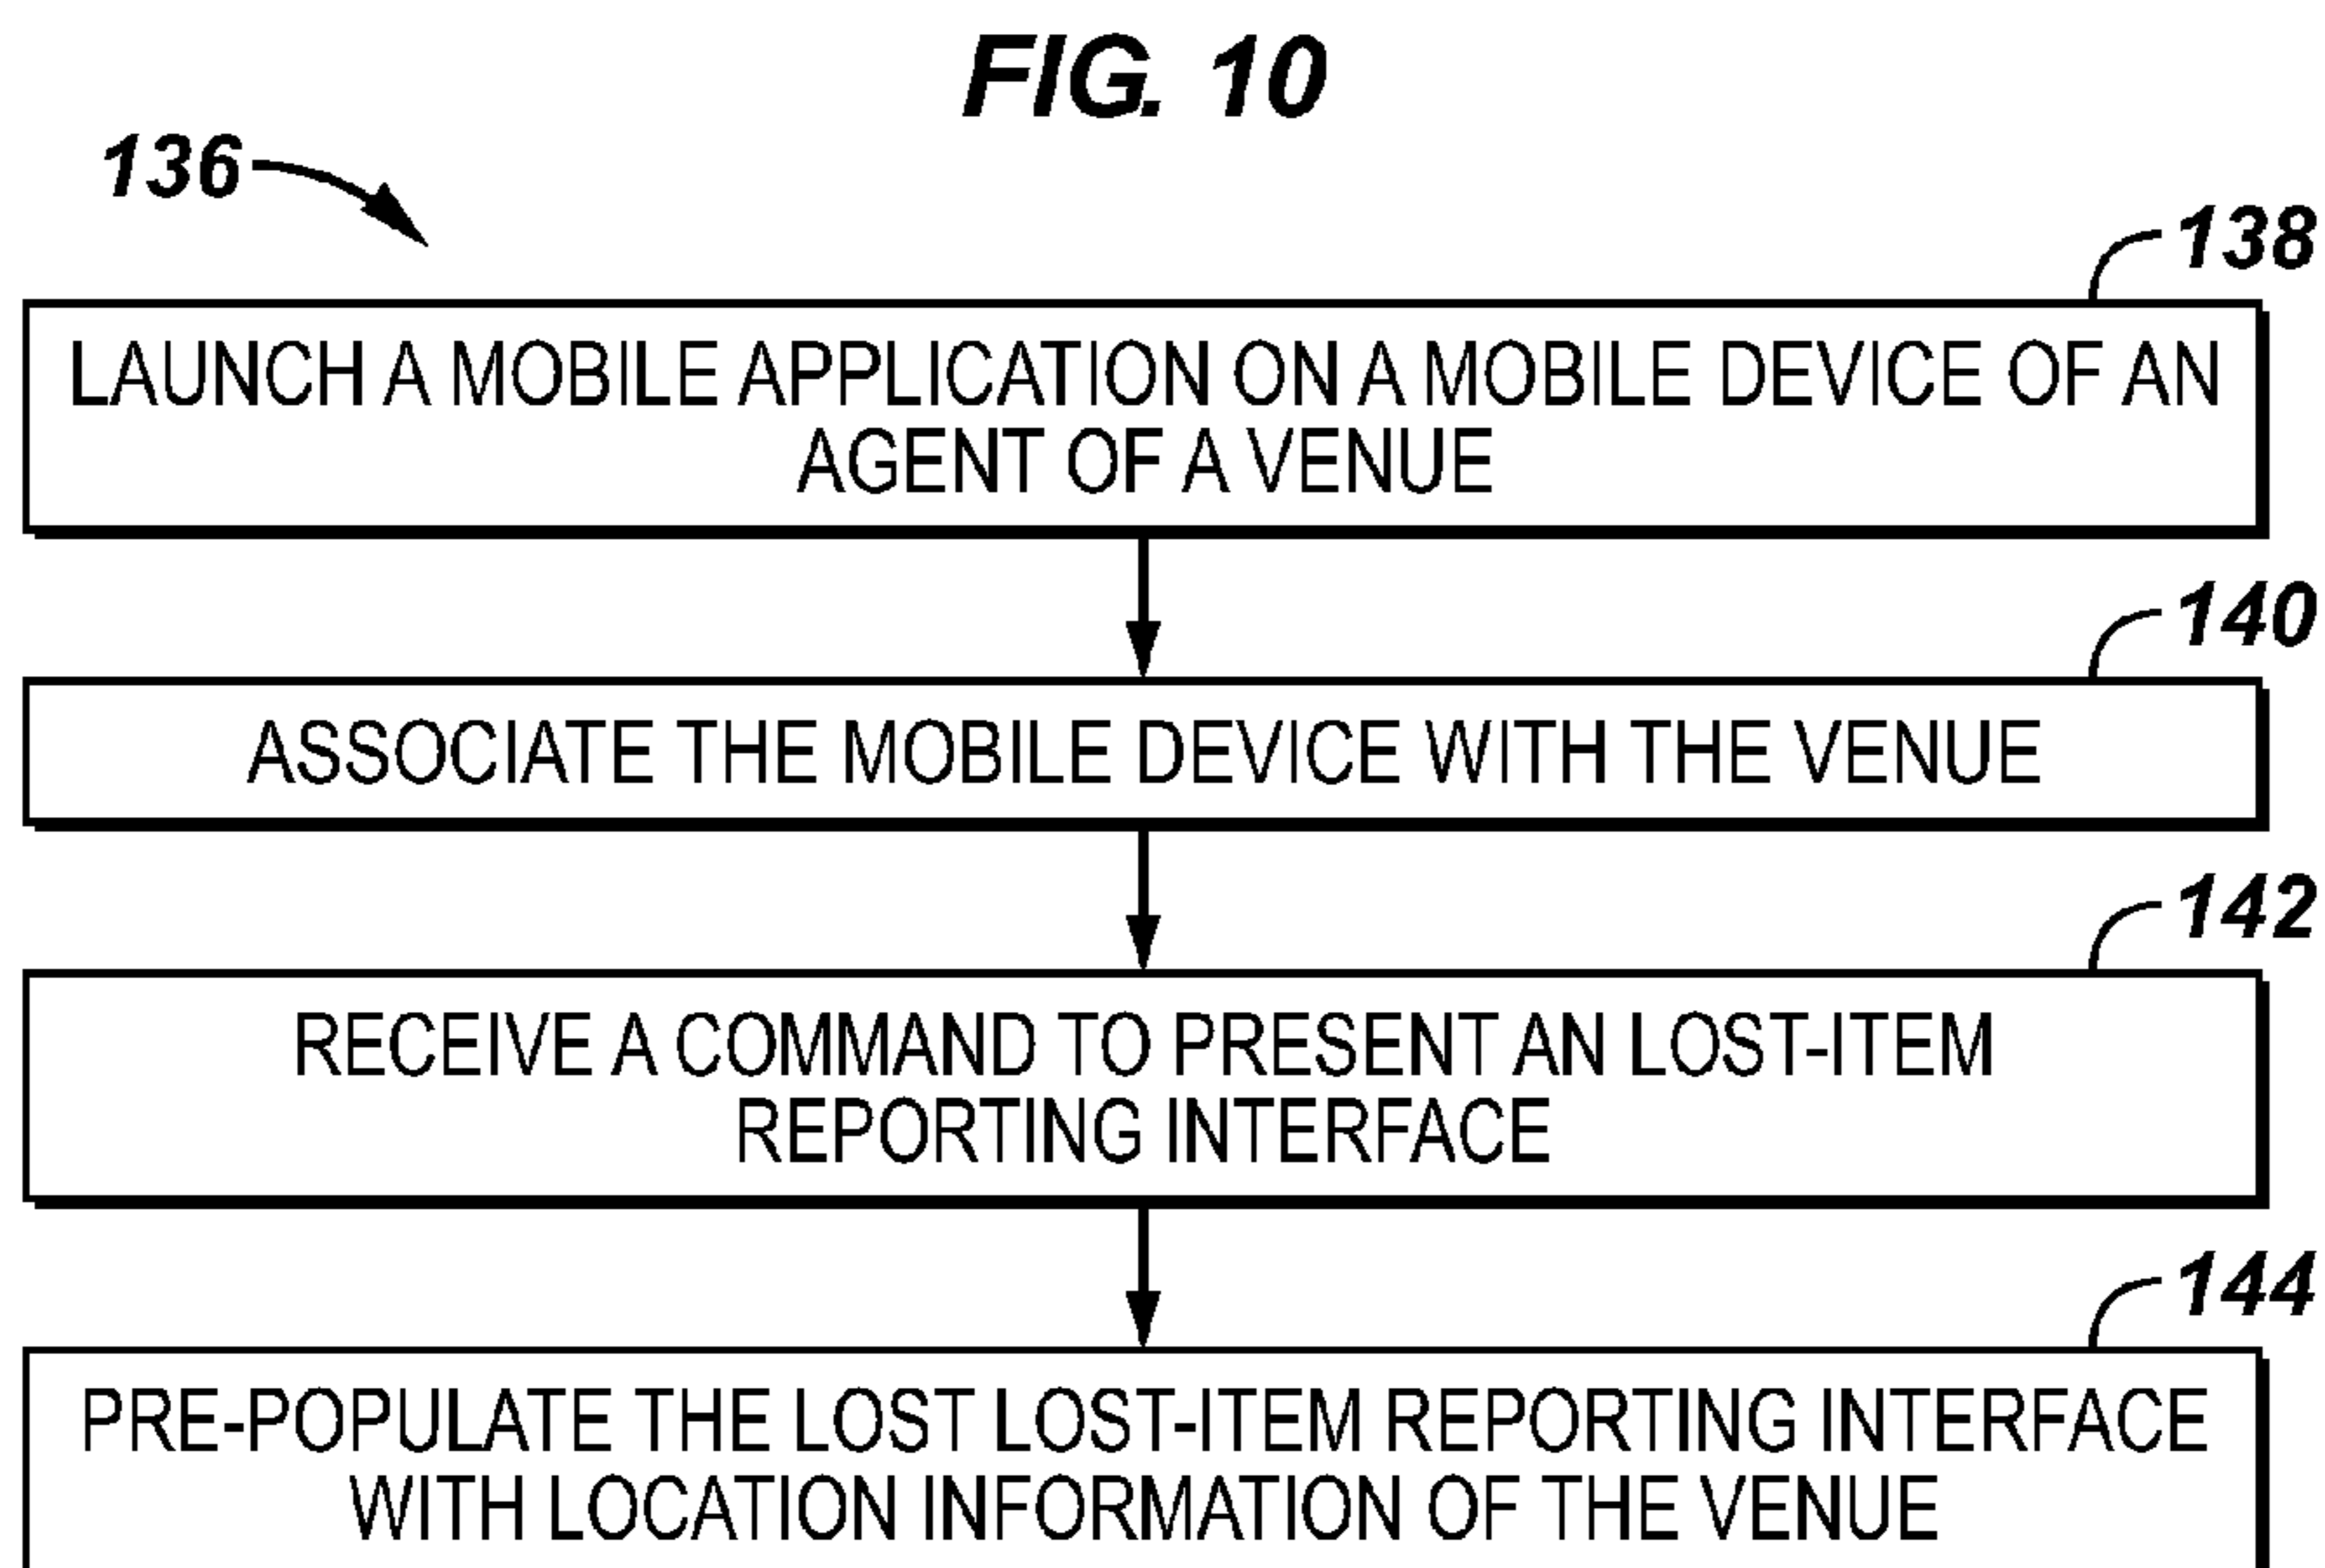 FIG. 10
136
138
LAUNCH A MOBILE APPLICATION ON A MOBILE DEVICE OF AN
AGENT OF A VENUE
140
ASSOCIATE THE MOBILE DEVICE WITH THE VENUE
142
RECEIVE A COMMAND TO PRESENT AN LOST-ITEM
REPORTING INTERFACE
144
PRE-POPULATE THE LOST LOST-ITEM REPORTING INTERFACE
WITH LOCATION INFORMATION OF THE VENUE